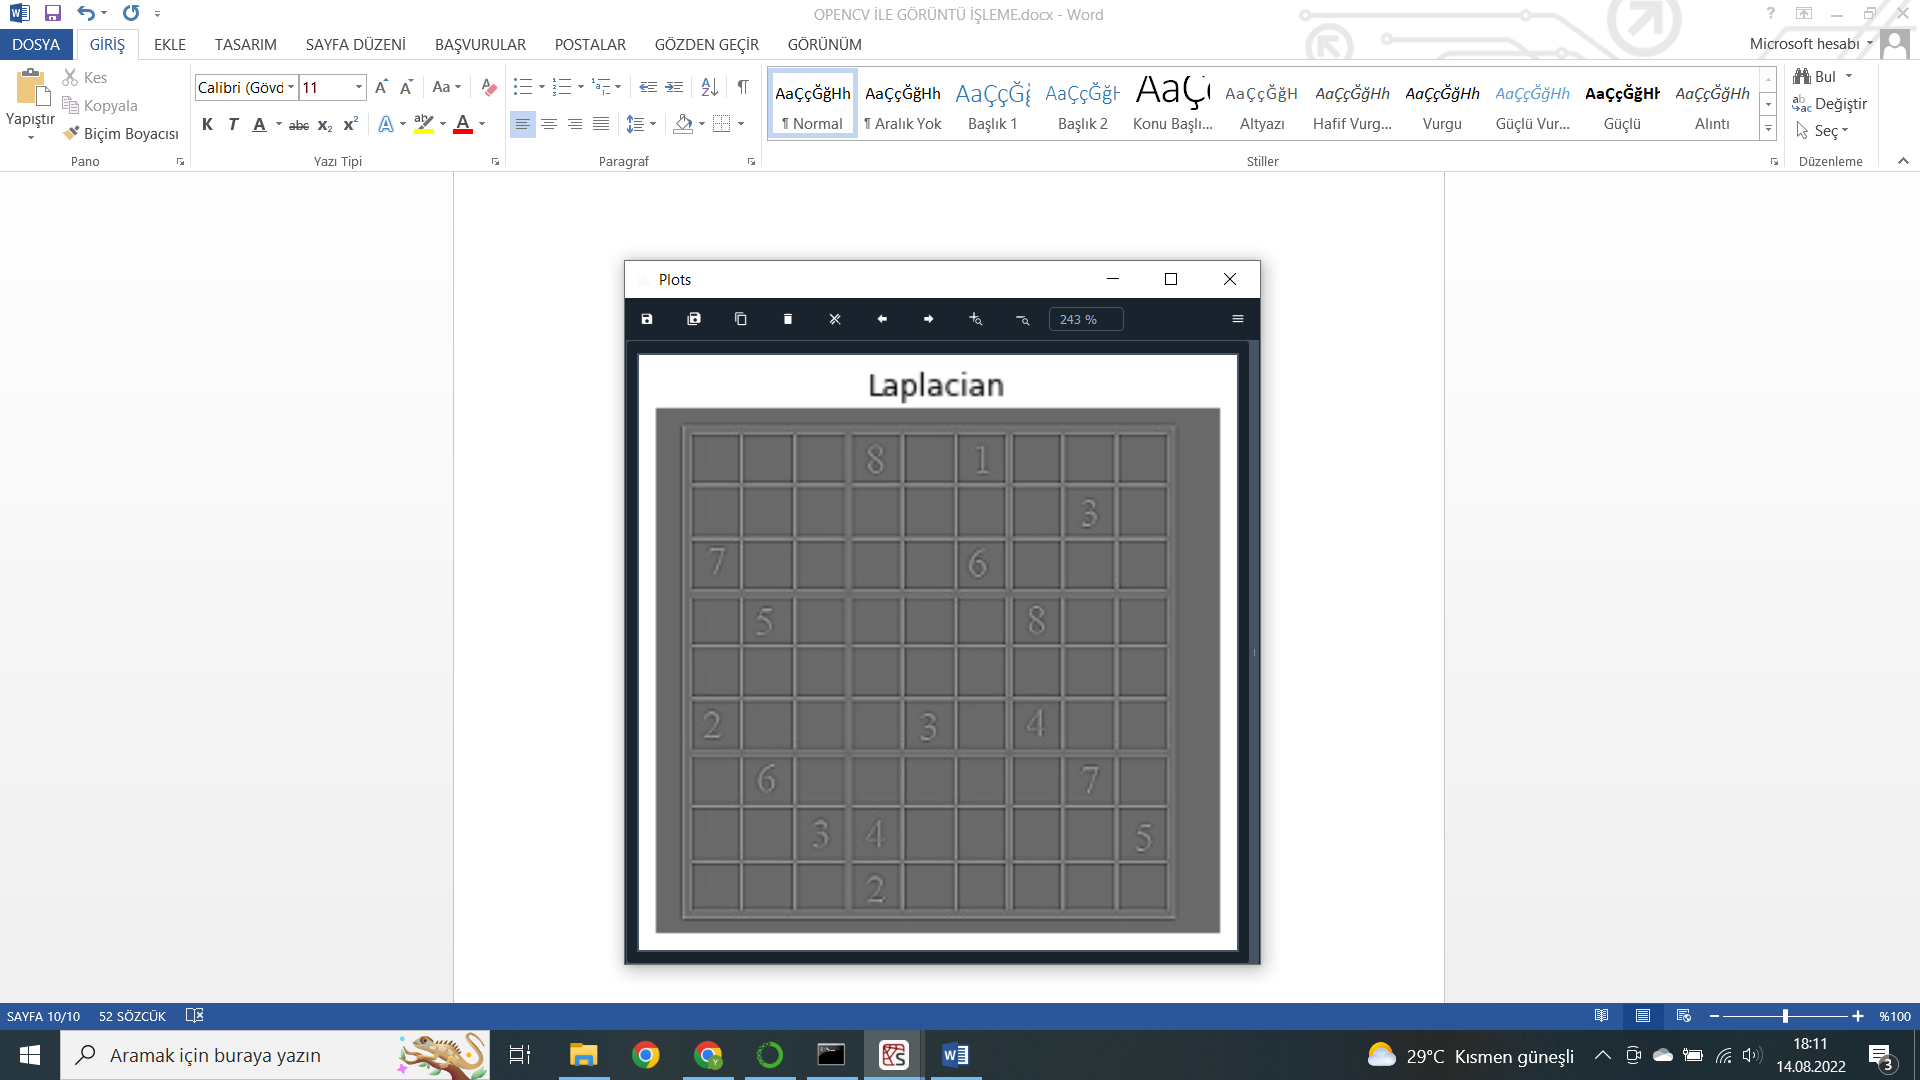 OPENCV İLE GÖRÜNTÜ İŞLEME.docx - Word
DOSYA GİRİŞ EKLE TASARIM SAYFA DÜZENİ BAŞVURULAR POSTALAR GÖZDEN GEÇİR GÖRÜNÜM Microsoft hesabı
Yapıştır
Kes
Kopyala
Biçim Boyacısı
Pano
Calibri (Gövd 11
K T A abc x₂ x² A ab A
Yazı Tipi
Paragraf
AaÇçĞğHh AaÇçĞğHh AaÇçĞğ AaÇçĞğH AaÇç AaÇçĞğH AaÇçĞğHh AaÇçĞğHh AaÇçĞğHh AaÇçĞğHh AaÇçĞğHh
¶ Normal ¶ Aralık Yok Başlık 1 Başlık 2 Konu Başlı... Altyazı Hafif Vurg... Vurgu Güçlü Vur... Güçlü Alıntı
Stiller
Bul
Değiştir
Seç
Düzenleme
Plots
243 %
Laplacian
8 1
3
7 6
5 8
2 3 4
6 7
3 4 5
2
SAYFA 10/10 52 SÖZCÜK %100
Aramak için buraya yazın
29°C Kısmen güneşli
18:11
14.08.2022
3